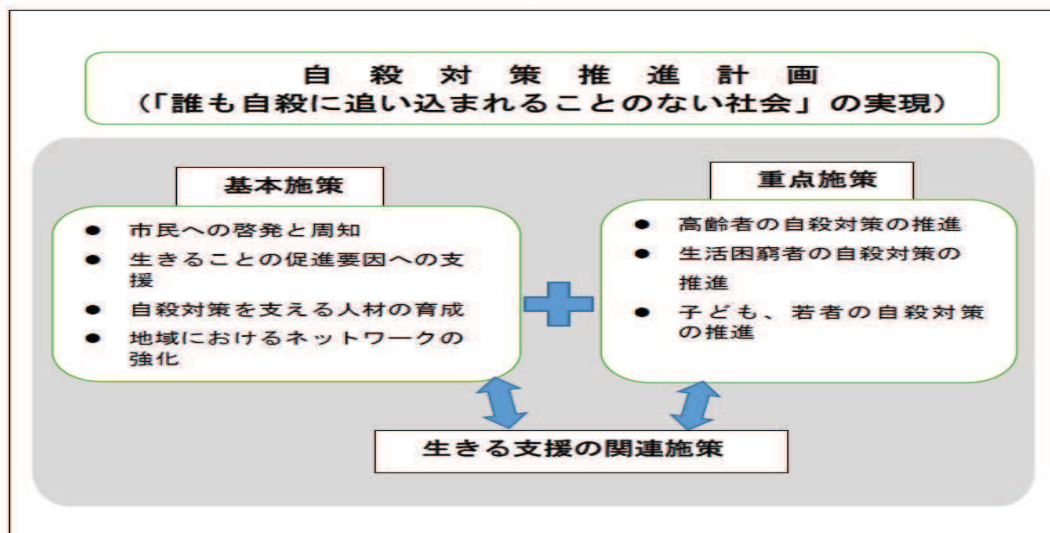 自殺対策推進計画
（「誰も自殺に追い込まれることのない社会」の実現）
基本施策
● 市民への啓発と周知
● 生きることの促進要因への支
援
● 自殺対策を支える人材の育成
● 地域におけるネットワークの
強化
重点施策
● 高齢者の自殺対策の推進
● 生活困窮者の自殺対策の
推進
● 子ども、若者の自殺対策
の推進
生きる支援の関連施策